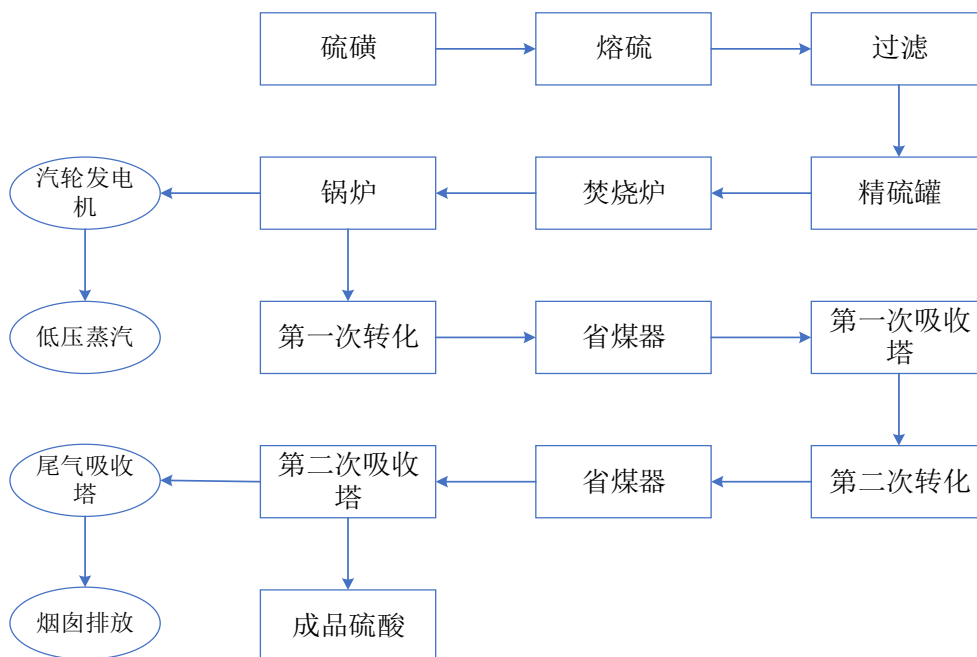 硫磺
熔硫
过滤
汽轮发电
机
锅炉
焚烧炉
精硫罐
低压蒸汽
第一次转化
省煤器
第一次吸收
塔
尾气吸收
塔
第二次吸收
塔
省煤器
第二次转化
烟囱排放
成品硫酸